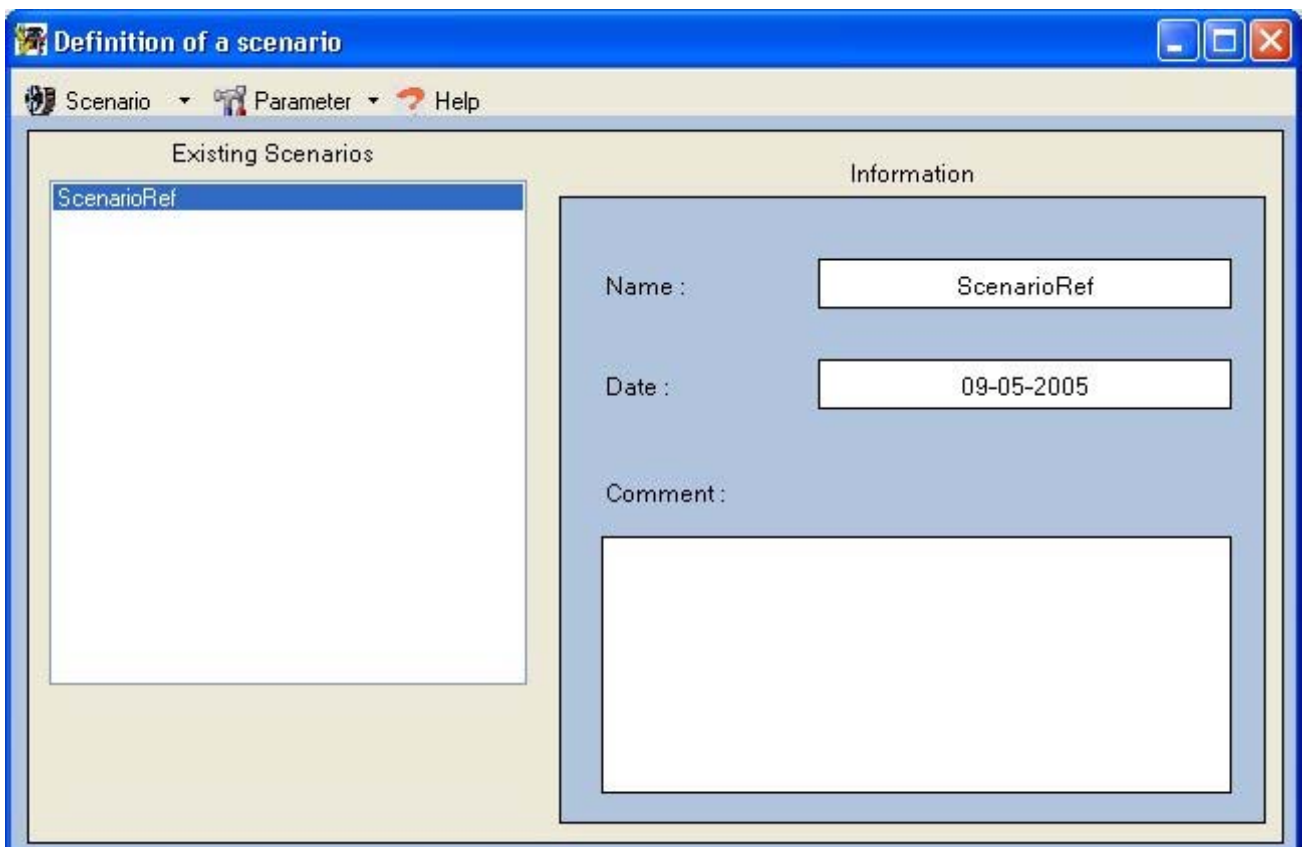 Definition of a scenario
Scenario Parameter Help
Existing Scenarios
ScenarioRef
Information
Name :
ScenarioRef
Date :
09-05-2005
Comment :